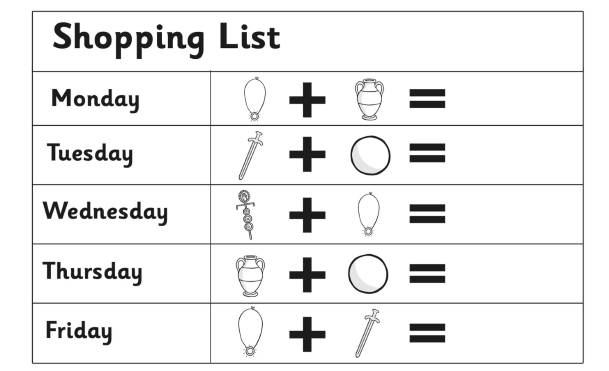 Shopping List
Monday + =
Tuesday + =
Wednesday + =
Thursday + =
Friday + =